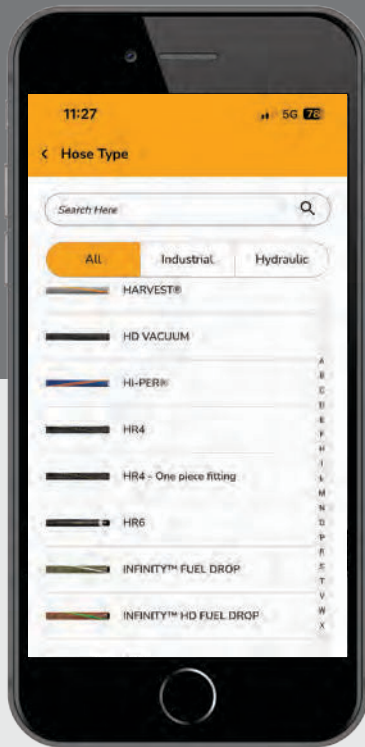 11:27
5G 78
Hose Type
Search Here
All Industrial Hydraulic
HARVEST®
HD VACUUM
HI-PER®
HR4
HR4 - One piece fitting
HR6
INFINITY™ FUEL DROP
INFINITY™ HD FUEL DROP
A
B
C
D
E
F
H
I
L
M
N
O
P
R
S
T
V
W
X